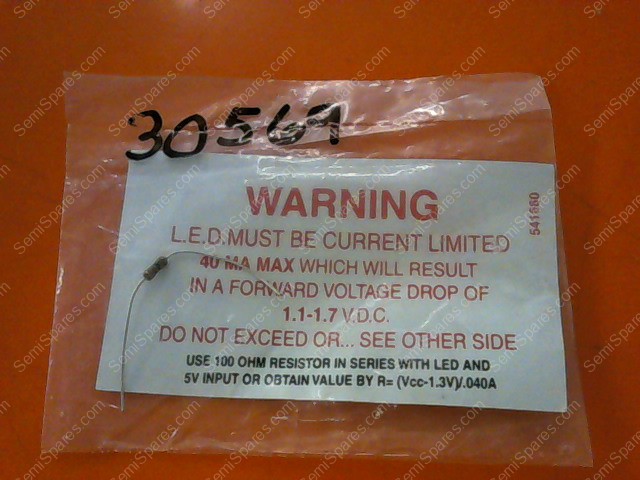 30569
WARNING
L.E.D. MUST BE CURRENT LIMITED
40 MA MAX WHICH WILL RESULT
IN A FORWARD VOLTAGE DROP OF
1.1-1.7 V.D.C.
DO NOT EXCEED OR... SEE OTHER SIDE
USE 100 OHM RESISTOR IN SERIES WITH LED AND
5V INPUT OR OBTAIN VALUE BY R= (Vcc-1.3V)/.040A
SemiSpares.com